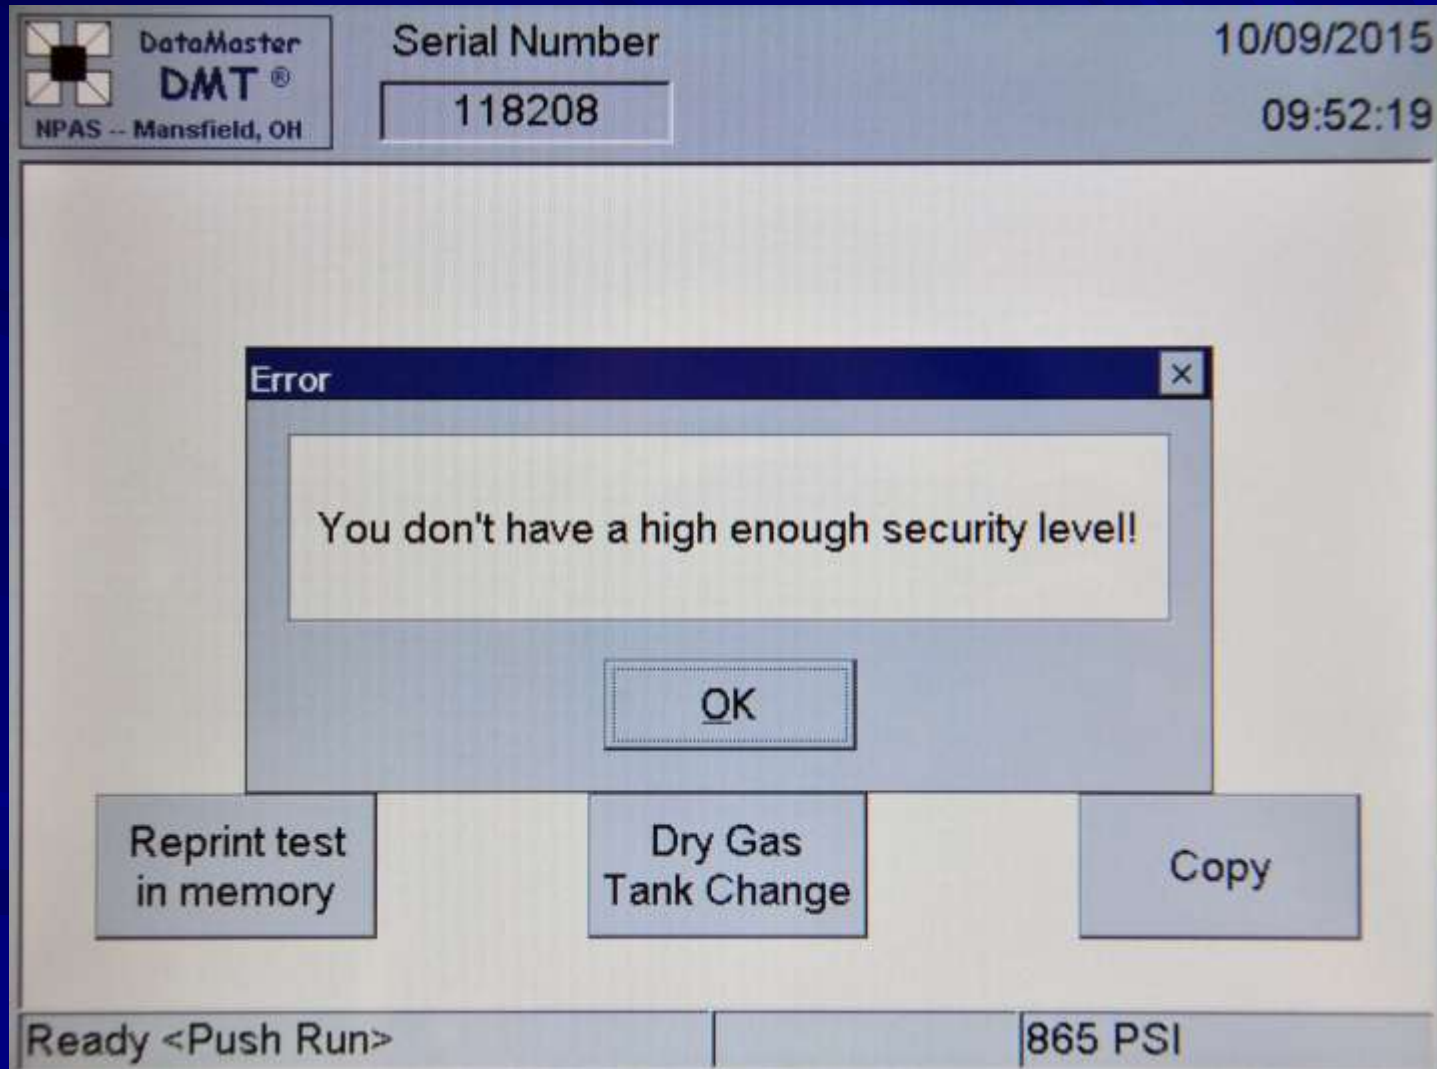 DataMaster
DMT ®
NPAS -- Mansfield, OH
Serial Number
118208
10/09/2015
09:52:19
Error
You don't have a high enough security level!
OK
Reprint test
in memory
Dry Gas
Tank Change
Copy
Ready <Push Run>
865 PSI